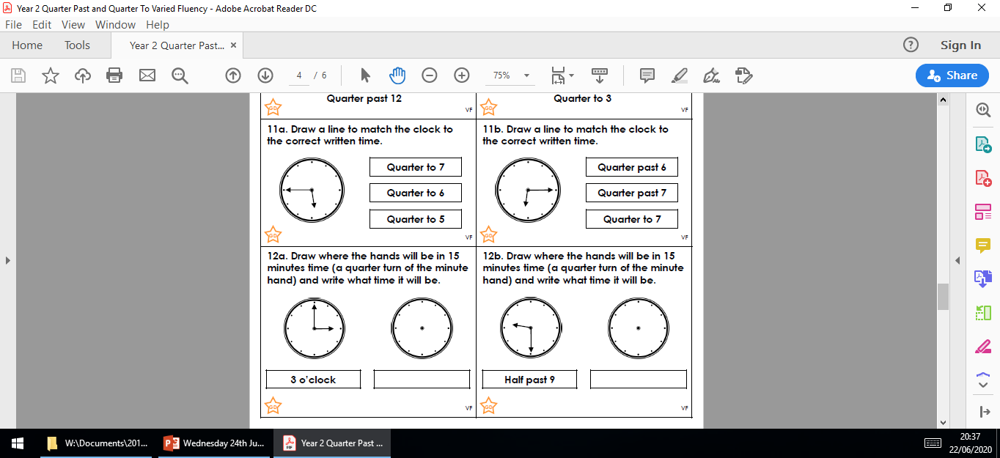 Year 2 Quarter Past and Quarter To Varied Fluency - Adobe Acrobat Reader DC
File Edit View Window Help
Home Tools Year 2 Quarter Past... × Sign In
4 / 6 75% Share
Quarter past 12
GD VF
Quarter to 3
GD VF
11a. Draw a line to match the clock to
the correct written time.
Quarter to 7
Quarter to 6
Quarter to 5
GD VF
11b. Draw a line to match the clock to
the correct written time.
Quarter past 6
Quarter past 7
Quarter to 7
GD VF
12a. Draw where the hands will be in 15
minutes time (a quarter turn of the minute
hand) and write what time it will be.
3 o'clock
GD VF
12b. Draw where the hands will be in 15
minutes time (a quarter turn of the minute
hand) and write what time it will be.
Half past 9
GD VF
W:\Documents\201... Wednesday 24th Ju... Year 2 Quarter Past ...
20:37
22/06/2020